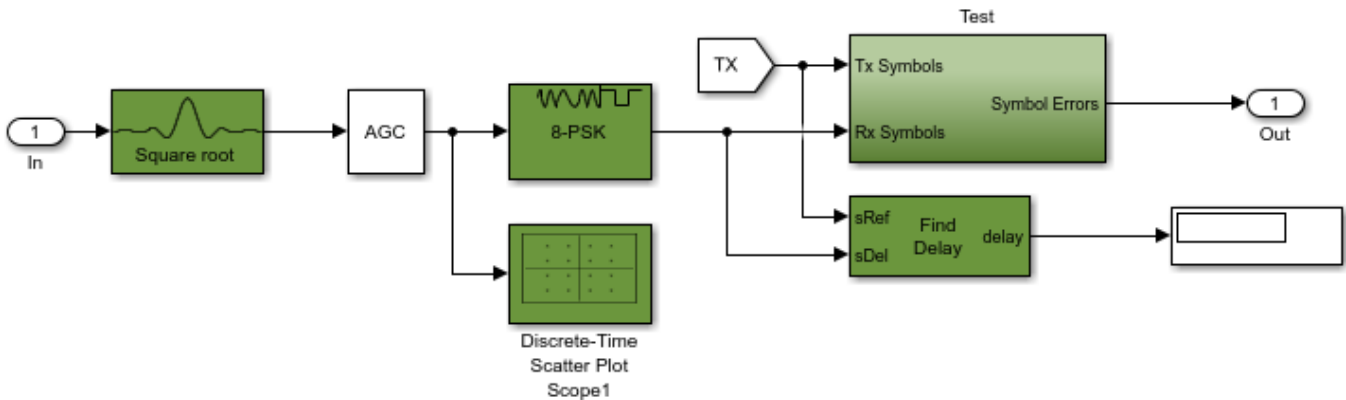 Test
TX
Tx Symbols
Symbol Errors
1
In
Square root
AGC
8-PSK
Rx Symbols
1
Out
sRef
Find
Delay
delay
sDel
Discrete-Time
Scatter Plot
Scope1